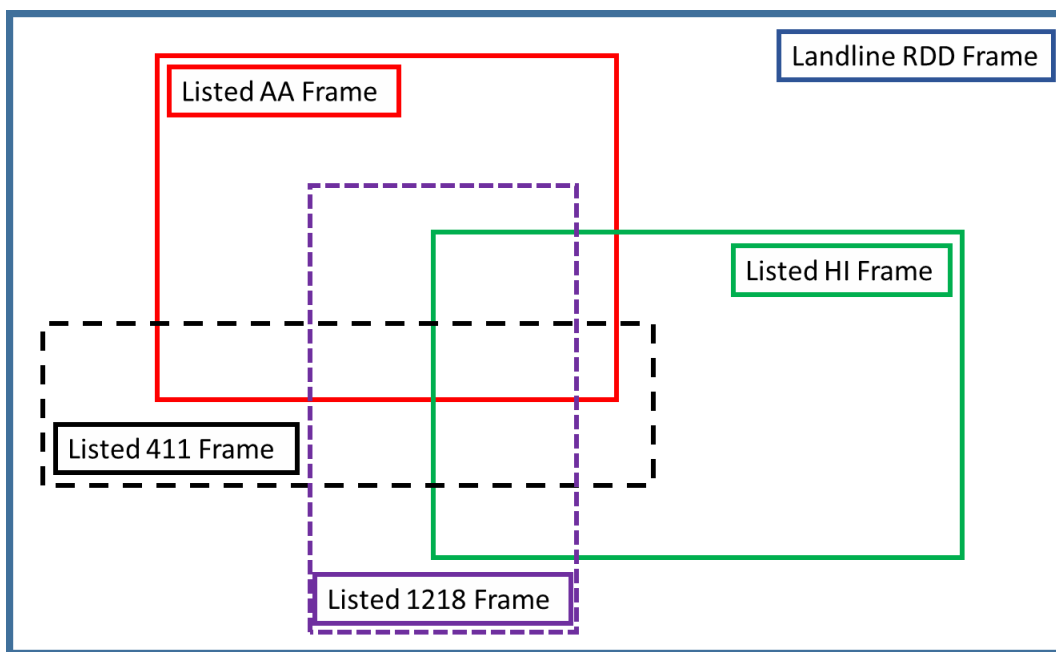 Landline RDD Frame
Listed AA Frame
Listed HI Frame
Listed 411 Frame
Listed 1218 Frame